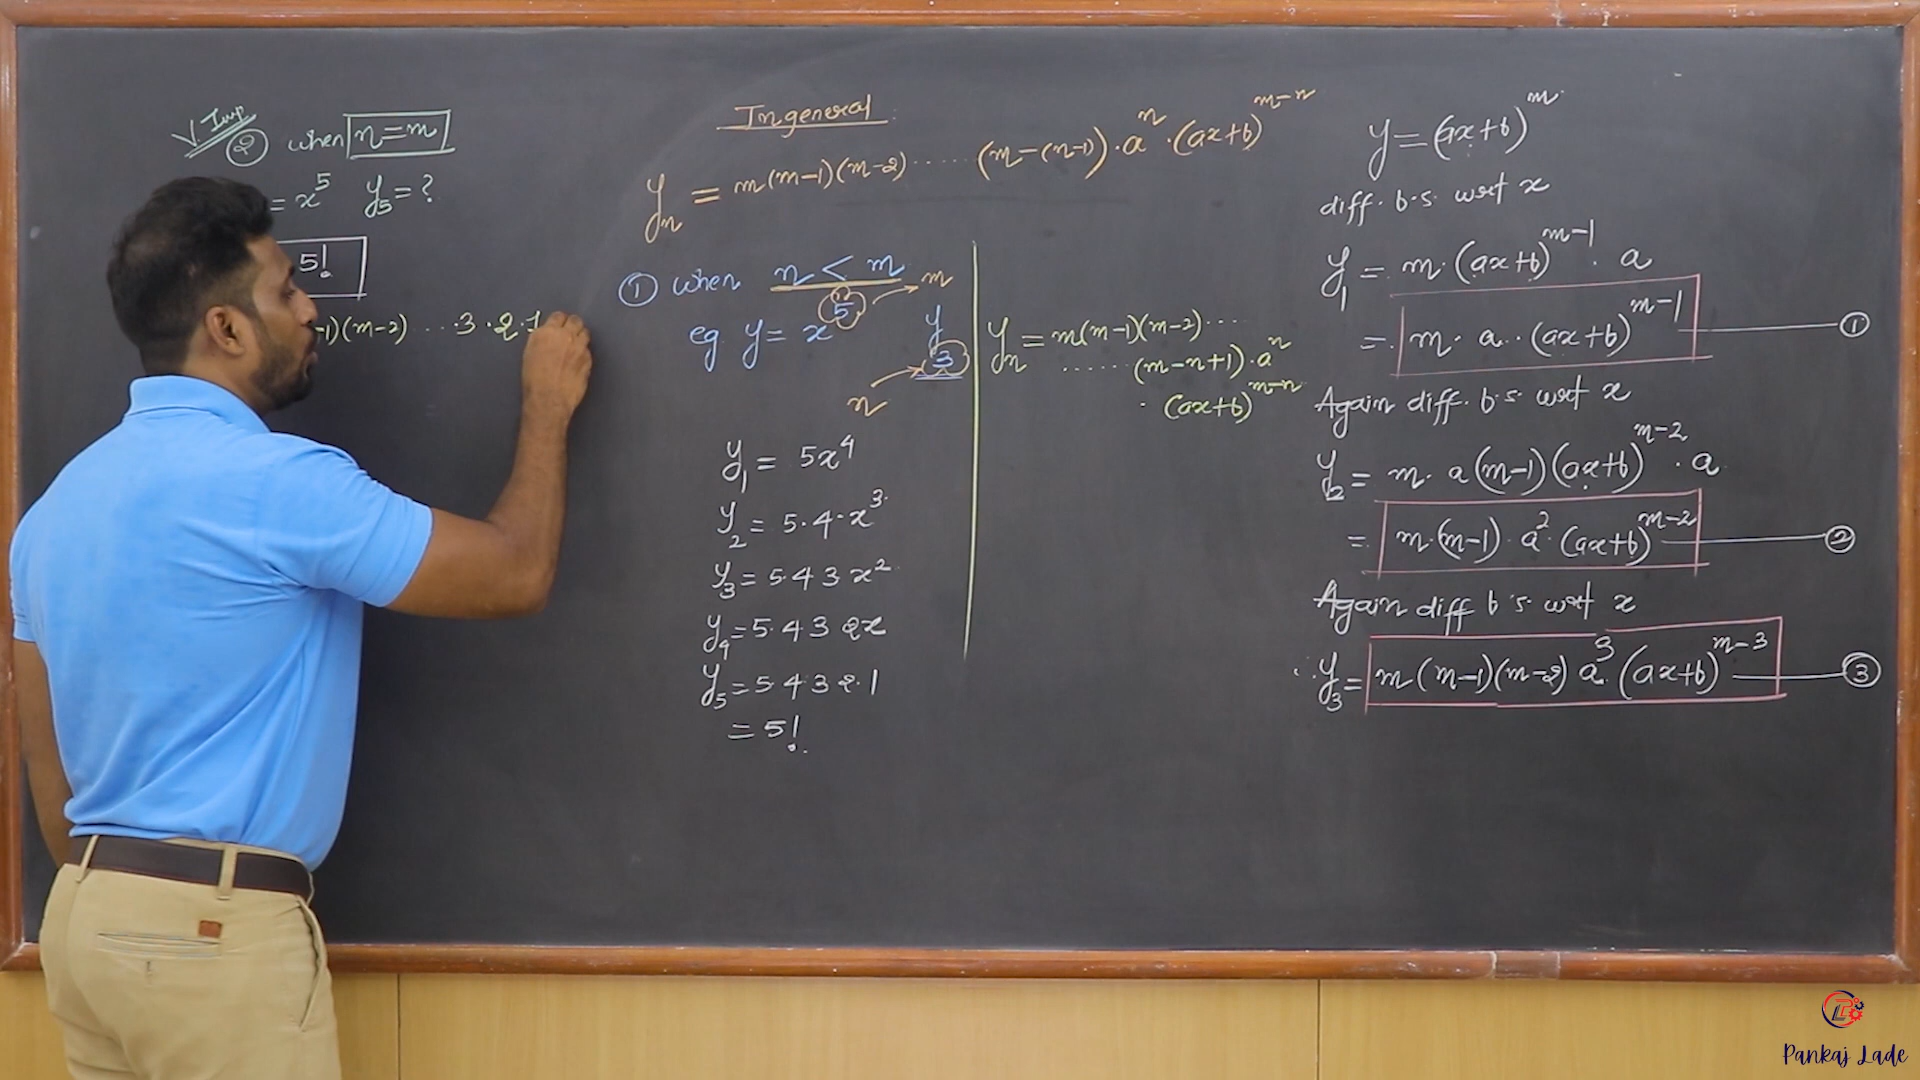 V. Imp
② when n=m
= x⁵ y₅ = ?
5!
-1)(m-2) ... 3·2·1
In general
yₙ = m(m-1)(m-2) ..... (m-(n-1))·aⁿ·(ax+b)ᵐ⁻ⁿ
① when n < m
eg y = x⁵ → m
y₃
n
y₁ = 5x⁴
y₂ = 5·4·x³
y₃ = 5 4 3 x²
y₄ = 5·4 3 2x
y₅ = 5 4 3 2·1
= 5!
yₙ = m(m-1)(m-2)····
...... (m-n+1)·aⁿ
· (ax+b)ᵐ⁻ⁿ
y = (ax+b)ᵐ
diff. b.s. wrt x
y₁ = m·(ax+b)ᵐ⁻¹ · a
= m· a·(ax+b)ᵐ⁻¹ — ①
Again diff. b.s. wrt x
y₂ = m· a(m-1)(ax+b)ᵐ⁻² · a
= m·(m-1) a² (ax+b)ᵐ⁻² — ②
Again diff b.s. wrt x
∴ y₃ = m(m-1)(m-2) a³ (ax+b)ᵐ⁻³ — ③
Pankaj Lade